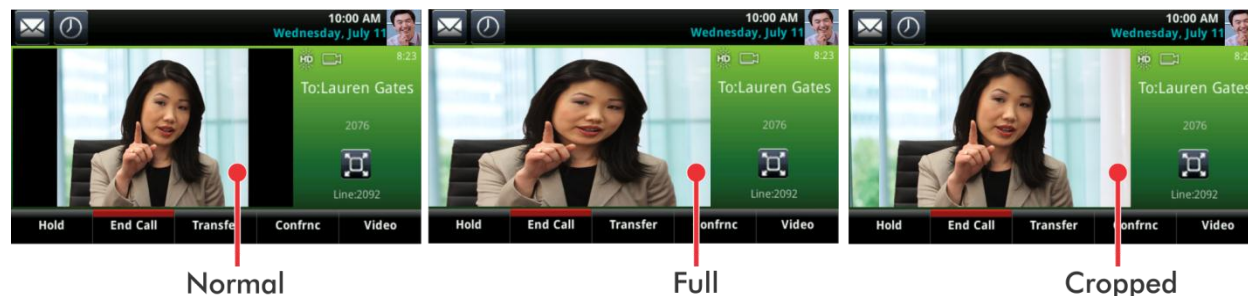 10:00 AM
Wednesday, July 11
HD
8:23
To:Lauren Gates
2076
Line:2092
Hold End Call Transfer Confrnc Video
Normal
10:00 AM
Wednesday, July 11
HD
8:23
To:Lauren Gates
2076
Line:2092
Hold End Call Transfer onfrnc Video
Full
10:00 AM
Wednesday, July 11
HD
To:Lauren Gates
2076
Line:2092
Hold End Call Transfer onfrnc Video
Cropped